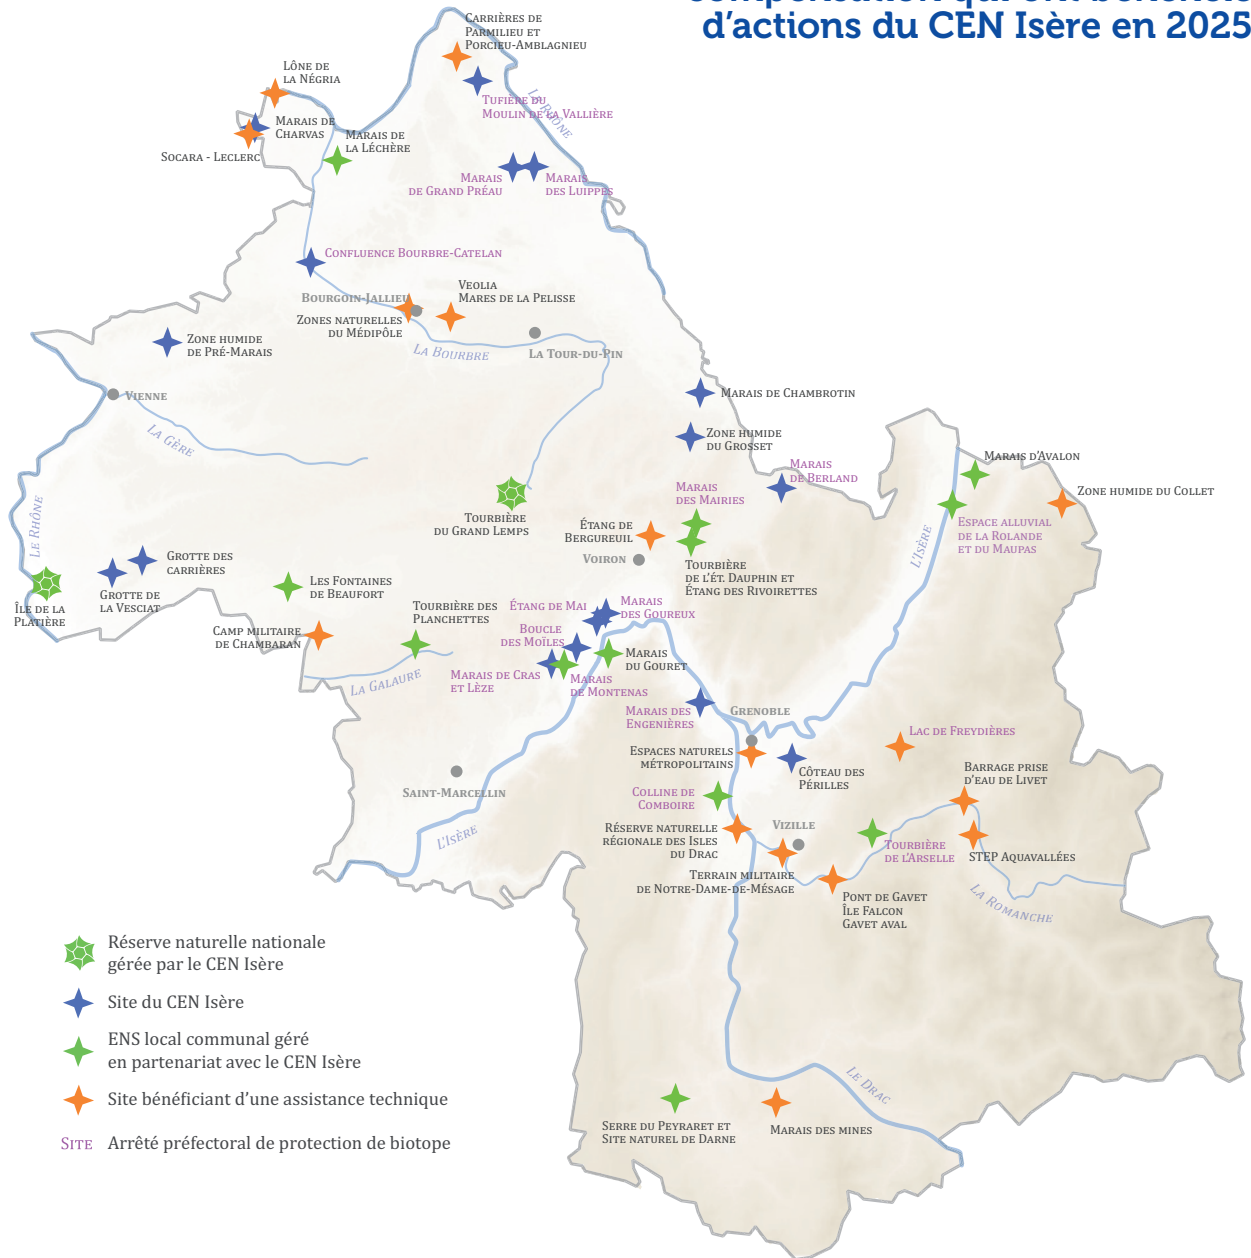 d'actions du CEN Isère en 2025
Carrières de
Parmilieu et
Porcieu-Amblagnieu
Lône de
la Négria
Tufière du
Moulin de la Vallière
Le Rhône
Marais de
Charvas
Marais de
la Léchère
Socara - Leclerc
Marais
de Grand Préau
Marais
des Luippes
Confluence Bourbre-Catelan
Veolia
Mares de la Pelisse
Bourgoin-Jallieu
Zones naturelles
du Médipôle
Zone humide
de Pré-Marais
La Bourbre
La Tour-du-Pin
Vienne
Marais de Chambrotin
La Gère
Zone humide
du Grosset
Marais
de Berland
Marais d'Avalon
Zone humide du Collet
Marais
des Mairies
Le Rhône
Tourbière
du Grand Lemps
Étang de
Bergureuil
Espace alluvial
de la Rolande
et du Maupas
L'Isère
Voiron
Grotte des
carrières
Tourbière
de l'ét. Dauphin et
Étang des Rivoirettes
Les Fontaines
de Beaufort
Grotte de
la Vesciat
Île de la
Platière
Tourbière des
Planchettes
Étang de Mai
Marais
des Goureux
Camp militaire
de Chambaran
Boucle
des Moïles
Marais
du Gouret
La Galaure
Marais de Cras
et Lèze
Marais
de Montenas
Marais des
Engenières
Grenoble
Lac de Freydières
Espaces naturels
métropolitains
Côteau des
Périlles
Barrage prise
d'eau de Livet
Saint-Marcellin
Colline de
Comboire
L'Isère
Réserve naturelle
régionale des Isles
du Drac
Vizille
Tourbière
de l'Arselle
STEP Aquavallées
Terrain militaire
de Notre-Dame-de-Mésage
Pont de Gavet
Île Falcon
Gavet aval
La Romanche
Réserve naturelle nationale
gérée par le CEN Isère
Site du CEN Isère
ENS local communal géré
en partenariat avec le CEN Isère
Site bénéficiant d'une assistance technique
Site Arrêté préfectoral de protection de biotope
Le Drac
Serre du Peyraret et
Site naturel de Darne
Marais des mines